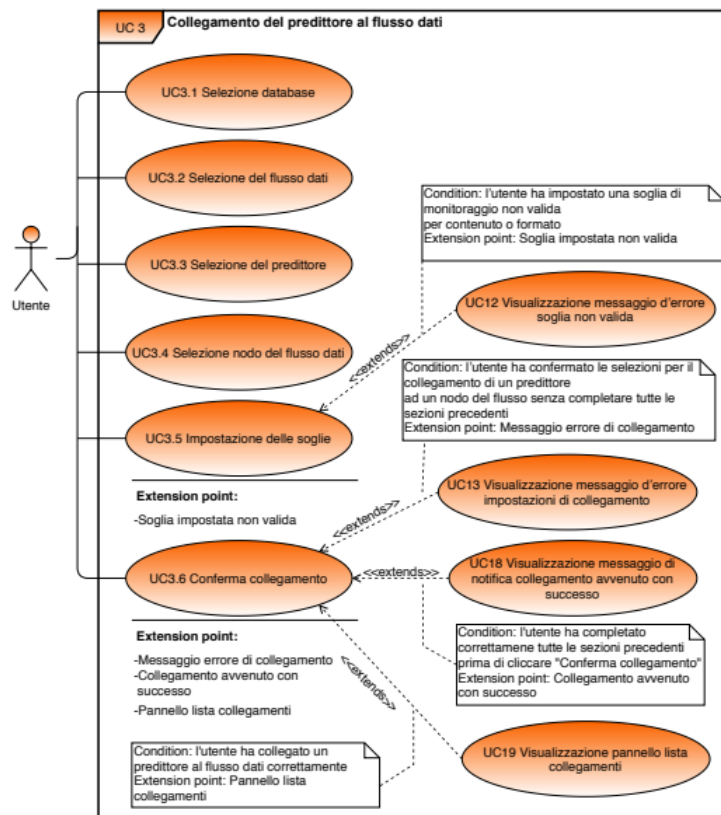 UC 3
Collegamento del predittore al flusso dati
UC3.1 Selezione database
UC3.2 Selezione del flusso dati
Condition: l'utente ha impostato una soglia di
monitoraggio non valida
per contenuto o formato
Extension point: Soglia impostata non valida
Utente
UC3.3 Selezione del predittore
UC12 Visualizzazione messaggio d'errore
soglia non valida
<<extends>>
UC3.4 Selezione nodo del flusso dati
Condition: l'utente ha confermato le selezioni per il
collegamento di un predittore
ad un nodo del flusso senza completare tutte le
sezioni precedenti
Extension point: Messaggio errore di collegamento
UC3.5 Impostazione delle soglie
Extension point:
-Soglia impostata non valida
UC13 Visualizzazione messaggio d'errore
impostazioni di collegamento
<<extends>>
UC3.6 Conferma collegamento
<<extends>>
UC18 Visualizzazione messaggio di
notifica collegamento avvenuto con
successo
Extension point:
-Messaggio errore di collegamento
-Collegamento avvenuto con
successo
-Pannello lista collegamenti
<<extends>>
Condition: l'utente ha completato
correttamene tutte le sezioni precedenti
prima di cliccare "Conferma collegamento"
Extension point: Collegamento avvenuto
con successo
Condition: l'utente ha collegato un
predittore al flusso dati correttamente
Extension point: Pannello lista
collegamenti
UC19 Visualizzazione pannello lista
collegamenti